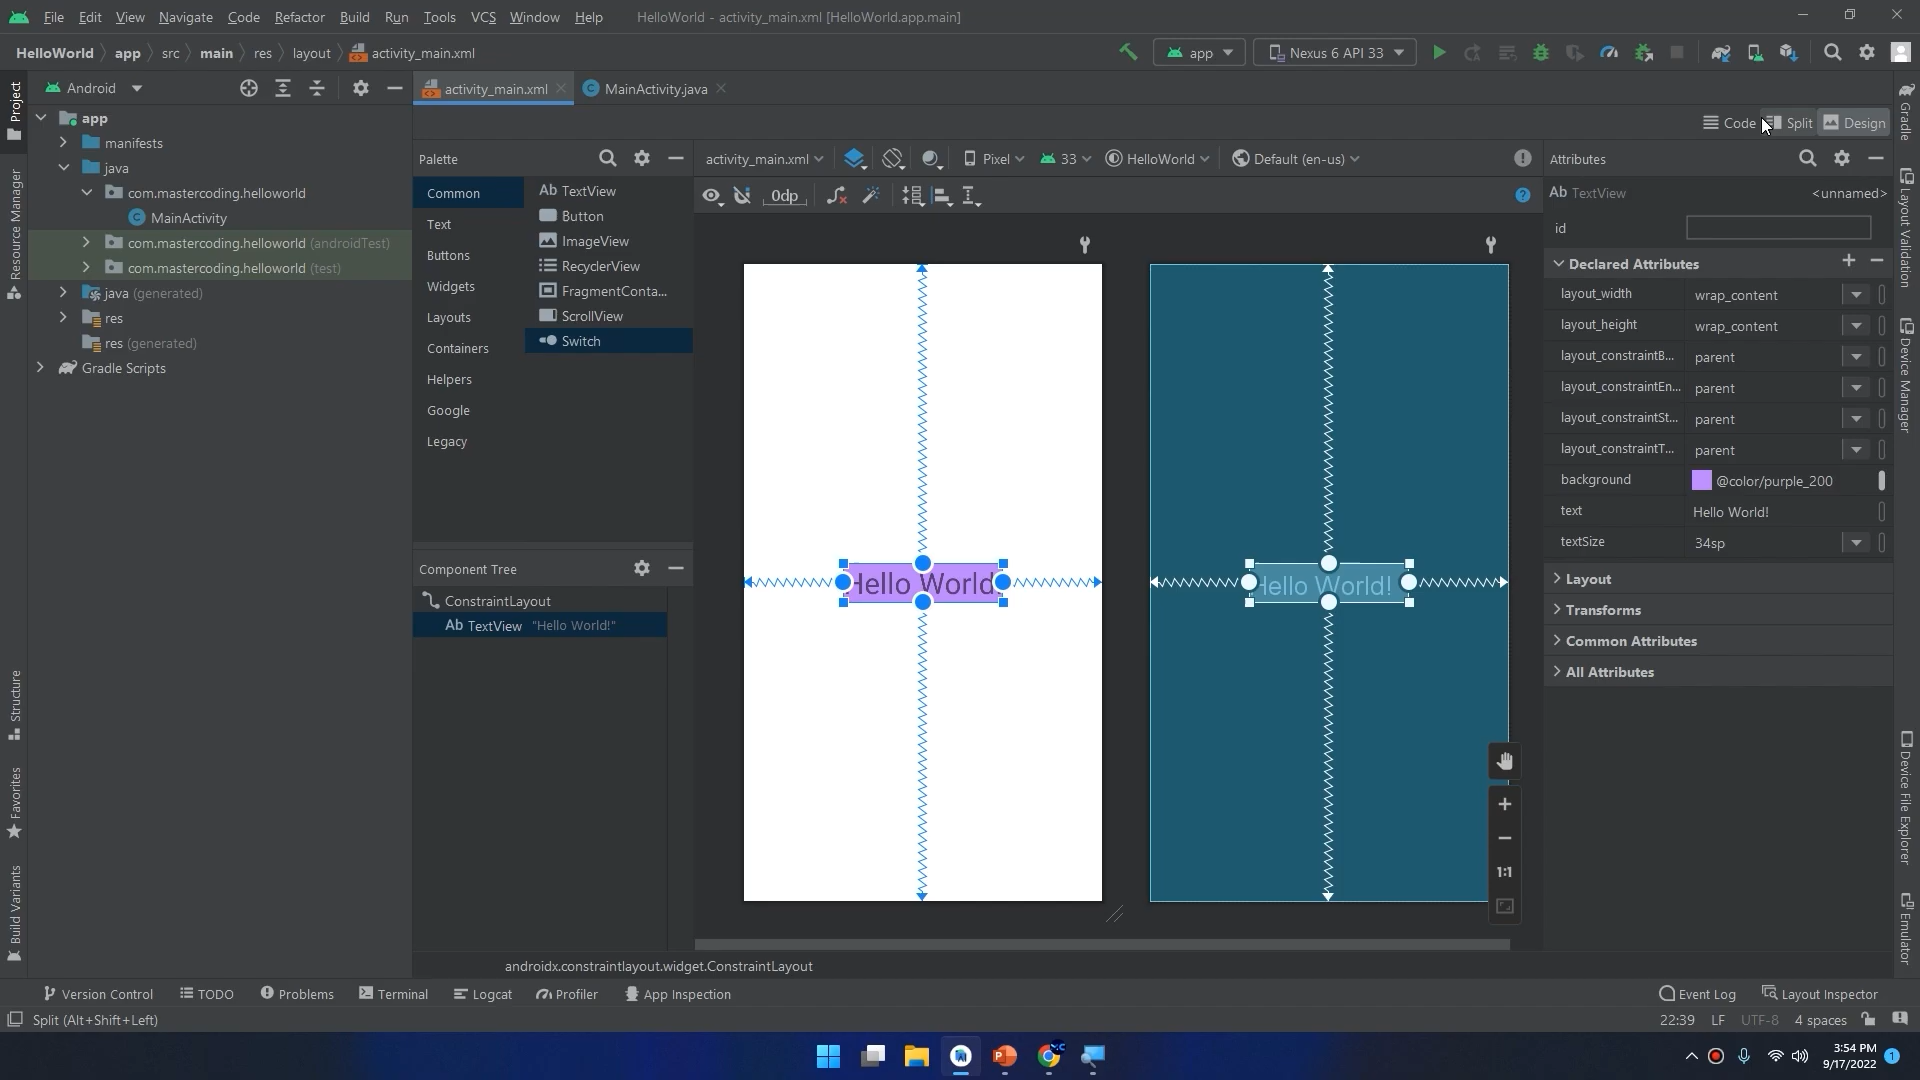 File Edit View Navigate Code Refactor Build Run Tools VCS Window Help HelloWorld - activity_main.xml [HelloWorld.app.main]
HelloWorld app src main res layout activity_main.xml app Nexus 6 API 33
Project
Resource Manager
Structure
Favorites
Build Variants
Android
app
manifests
java
com.mastercoding.helloworld
MainActivity
com.mastercoding.helloworld (androidTest)
com.mastercoding.helloworld (test)
java (generated)
res
res (generated)
Gradle Scripts
activity_main.xml MainActivity.java
Code Split Design
Palette
Common
Text
Buttons
Widgets
Layouts
Containers
Helpers
Google
Legacy
Ab TextView
Button
ImageView
RecyclerView
FragmentConta...
ScrollView
Switch
Component Tree
ConstraintLayout
Ab TextView "Hello World!"
activity_main.xml Pixel 33 HelloWorld Default (en-us)
0dp
Hello World
Hello World!
1:1
Attributes
Ab TextView <unnamed>
id
Declared Attributes
layout_width wrap_content
layout_height wrap_content
layout_constraintB... parent
layout_constraintEn... parent
layout_constraintSt... parent
layout_constraintT... parent
background @color/purple_200
text Hello World!
textSize 34sp
Layout
Transforms
Common Attributes
All Attributes
Gradle
Layout Validation
Device Manager
Device File Explorer
Emulator
androidx.constraintlayout.widget.ConstraintLayout
Version Control TODO Problems Terminal Logcat Profiler App Inspection Event Log Layout Inspector
Split (Alt+Shift+Left) 22:39 LF UTF-8 4 spaces
3:54 PM
9/17/2022
1